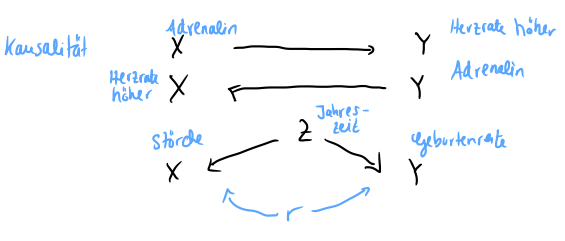 Adrenalin
X
Y
Herzrate höher
Kausalität
Herzrate
höher
X
Y
Adrenalin
Jahres-
zeit
Z
Störche
X
Geburtenrate
Y
r